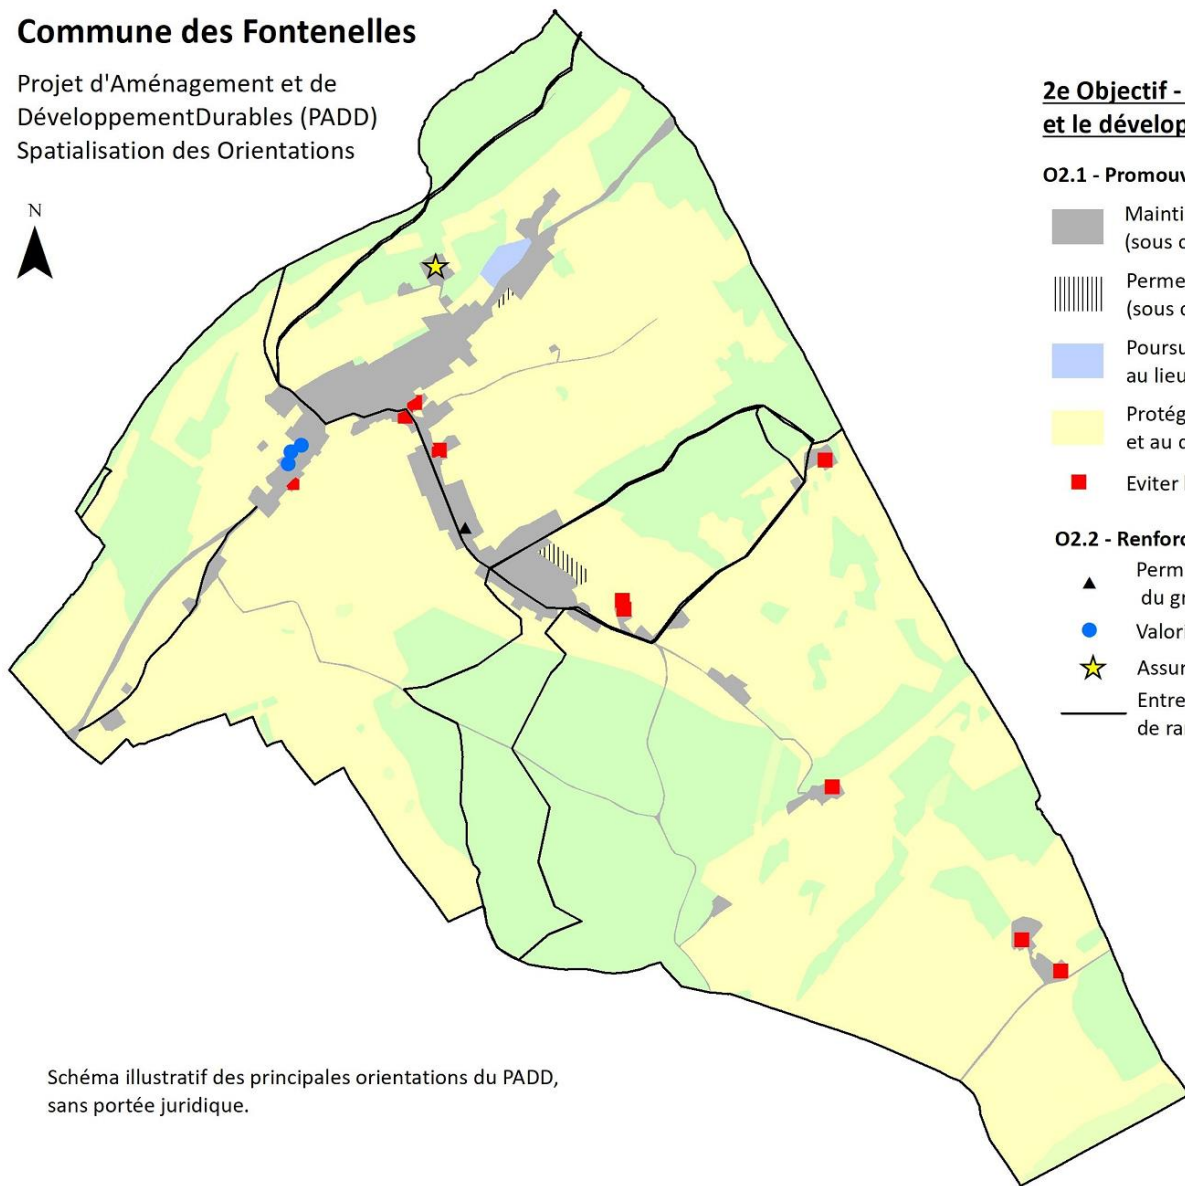 Commune des Fontenelles
Projet d'Aménagement et de
DéveloppementDurables (PADD)
Spatialisation des Orientations
N
2e Objectif -
et le dévelop
O2.1 - Promouv
Mainti
(sous c
Perme
(sous c
Poursu
au lieu
Protég
et au d
Eviter l
O2.2 - Renforc
Perm
du gr
Valori
Assur
Entre
de ran
Schéma illustratif des principales orientations du PADD,
sans portée juridique.